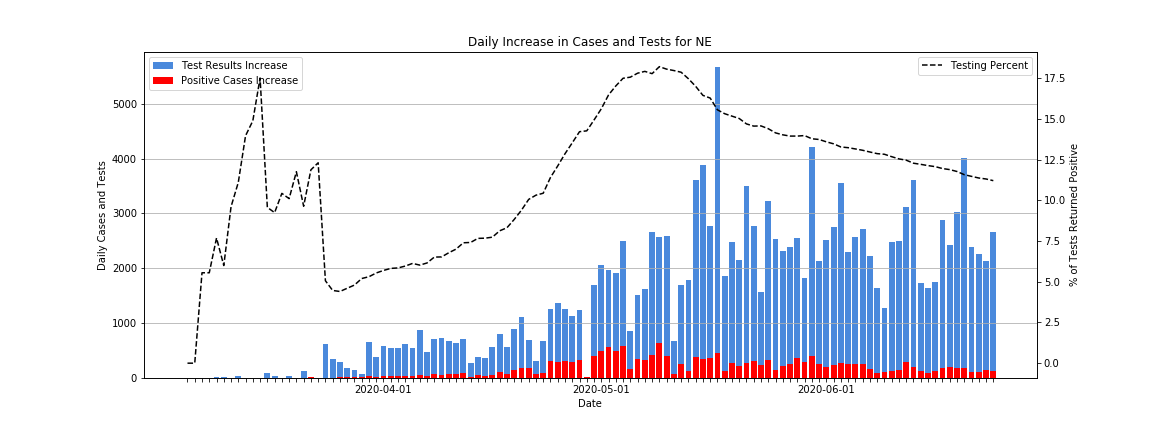 Daily Increase in Cases and Tests for NE
Test Results Increase
Positive Cases Increase
Testing Percent
Daily Cases and Tests
5000
4000
3000
2000
1000
0
17.5
15.0
12.5
10.0
7.5
5.0
2.5
0.0
% of Tests Returned Positive
2020-04-01
2020-05-01
2020-06-01
Date